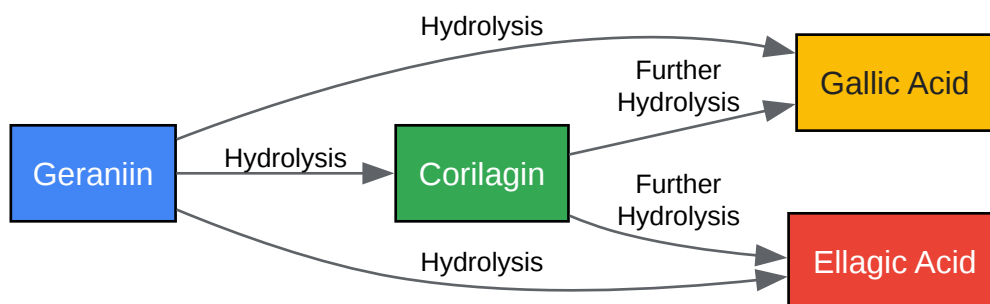 Hydrolysis
Gallic Acid
Further
Hydrolysis
Geraniin
Hydrolysis
Corilagin
Further
Hydrolysis
Hydrolysis
Ellagic Acid